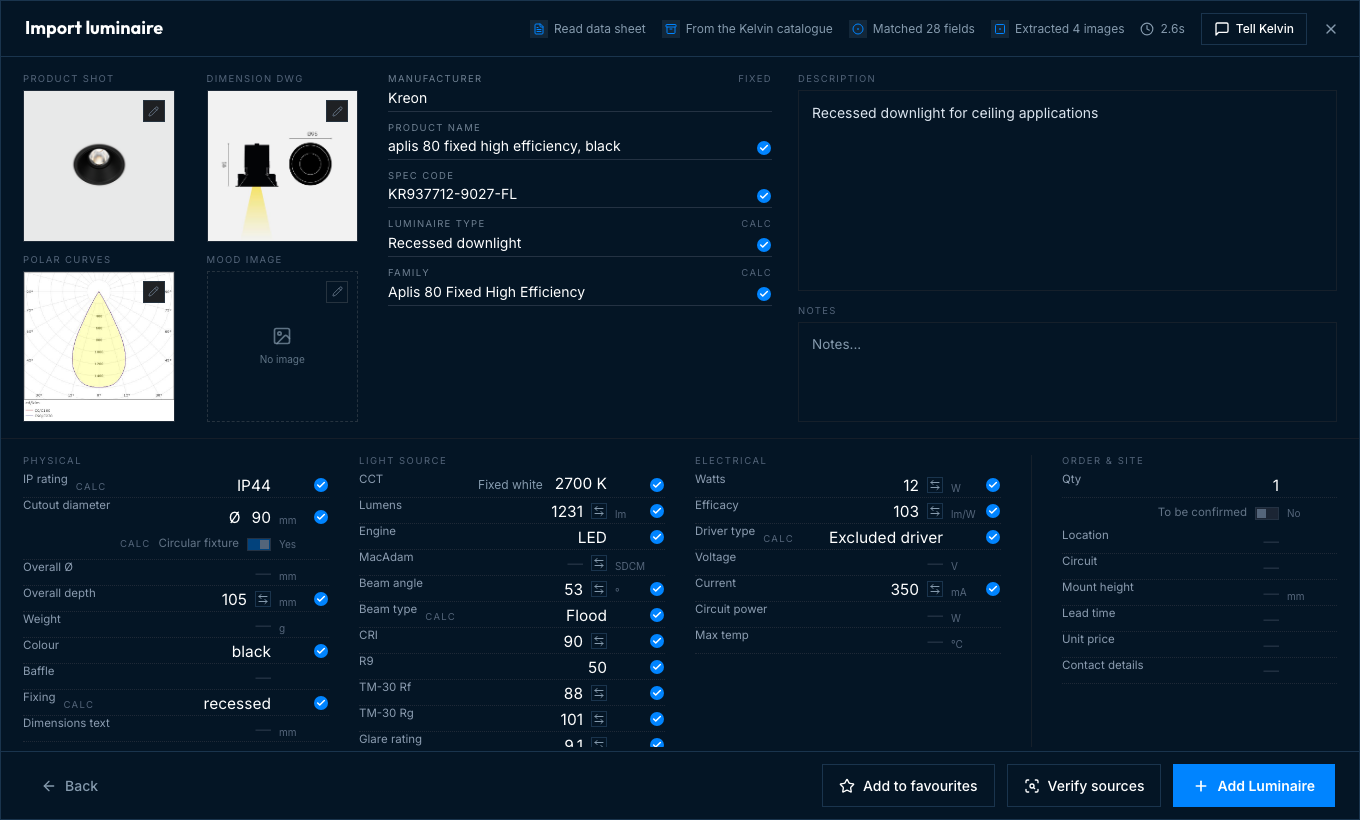 Import luminaire
Read data sheet
From the Kelvin catalogue
Matched 28 fields
Extracted 4 images
2.6s
Tell Kelvin
PRODUCT SHOT
DIMENSION DWG
POLAR CURVES
MOOD IMAGE
No image
MANUFACTURER FIXED
Kreon
PRODUCT NAME
aplis 80 fixed high efficiency, black
SPEC CODE
KR937712-9027-FL
LUMINAIRE TYPE CALC
Recessed downlight
FAMILY CALC
Aplis 80 Fixed High Efficiency
DESCRIPTION
Recessed downlight for ceiling applications
NOTES
Notes...
PHYSICAL
IP rating CALC IP44
Cutout diameter
Ø 90 mm
CALC Circular fixture Yes
Overall Ø — mm
Overall depth 105 mm
Weight — g
Colour black
Baffle —
Fixing CALC recessed
Dimensions text — mm
LIGHT SOURCE
CCT Fixed white 2700 K
Lumens 1231 lm
Engine LED
MacAdam — SDCM
Beam angle 53 °
Beam type CALC Flood
CRI 90
R9 50
TM-30 Rf 88
TM-30 Rg 101
Glare rating
ELECTRICAL
Watts 12 W
Efficacy 103 lm/W
Driver type CALC Excluded driver
Voltage — V
Current 350 mA
Circuit power — W
Max temp — °C
ORDER & SITE
Qty 1
To be confirmed No
Location —
Circuit —
Mount height — mm
Lead time —
Unit price —
Contact details —
Back
Add to favourites
Verify sources
Add Luminaire